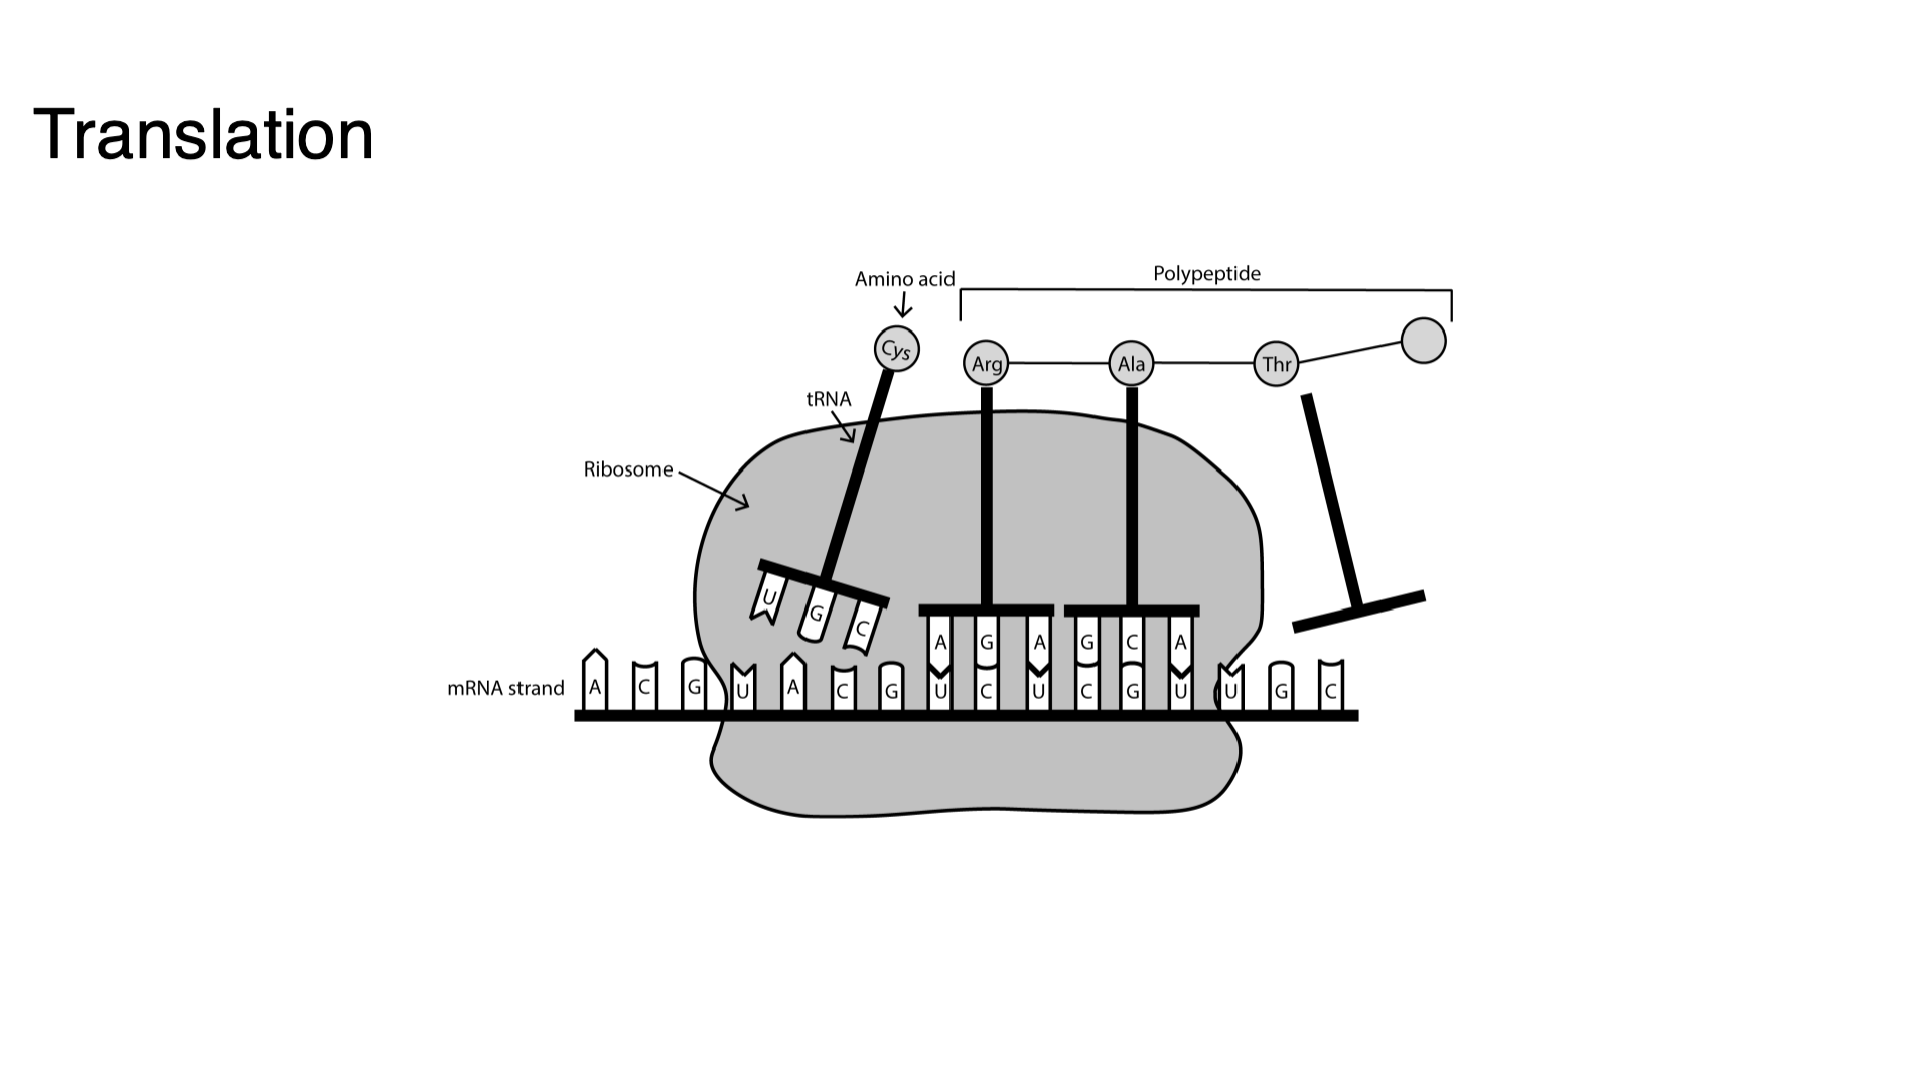 Translation
Polypeptide
Amino acid
Cys
Arg
Ala
Thr
tRNA
Ribosome
U G C
A G A G C A
mRNA strand
A C G U A C G U C U C G U U G C